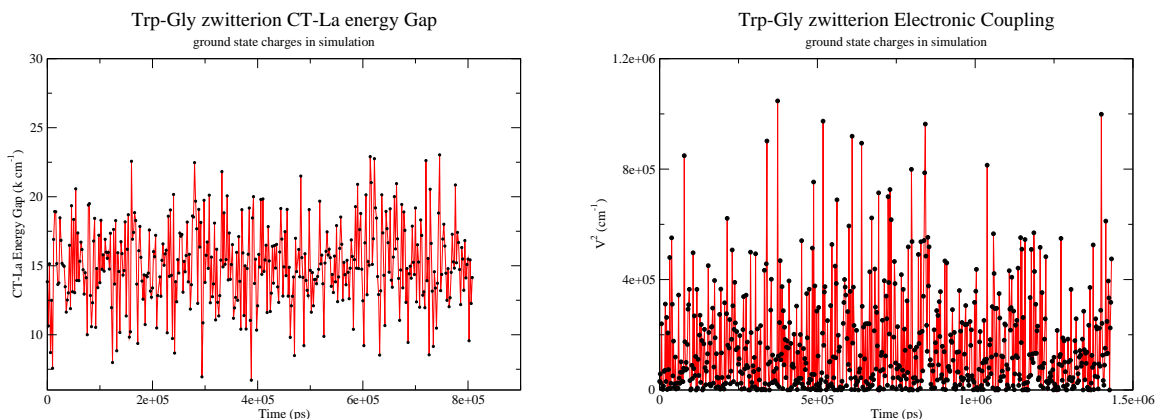 Trp-Gly zwitterion CT-La energy Gap
ground state charges in simulation
30
25
20
15
10
CT-La Energy Gap (k cm⁻¹)
0
2e+05
4e+05
6e+05
8e+05
Time (ps)
Trp-Gly zwitterion Electronic Coupling
ground state charges in simulation
1.2e+06
8e+05
4e+05
0
V² (cm⁻¹)
0
5e+05
1e+06
1.5e+06
Time (ps)